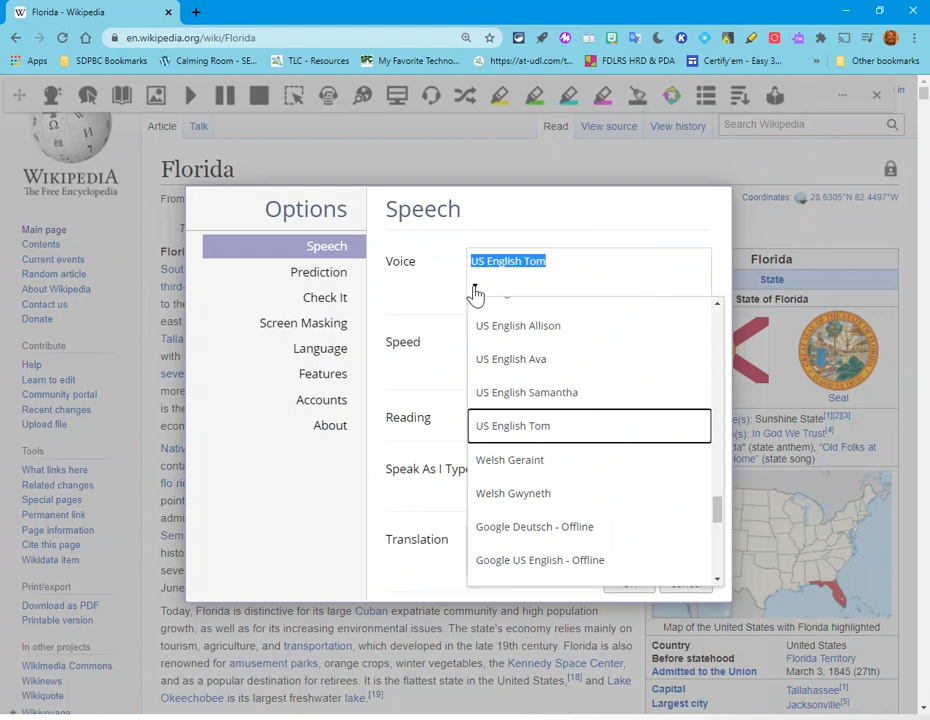 Florida - Wikipedia
en.wikipedia.org/wiki/Florida
Apps
SDPBC Bookmarks
Calming Room - SE...
TLC - Resources
My Favorite Techno...
https://at-udl.com/t...
FDLRS HRD & PDA
Certify'em - Easy 3...
»
Other bookmarks
in
WIKIPEDIA
The Free Encyclopedia
Main page
Contents
Current events
Random article
About Wikipedia
Contact us
Donate
Contribute
Help
Learn to edit
Community portal
Recent changes
Upload file
Tools
What links here
Related changes
Special pages
Permanent link
Page information
Cite this page
Wikidata item
Print/export
Download as PDF
Printable version
In other projects
Wikimedia Commons
Wikinews
Wikiquote
Wikivoyage
Article
Talk
Read
View source
View history
Search Wikipedia
Florida
From
Coordinates: 28.6305°N 82.4497°W
Options
Speech
Prediction
Check It
Screen Masking
Language
Features
Accounts
About
Speech
Voice
US English Tom
US English Allison
US English Ava
US English Samantha
US English Tom
Welsh Geraint
Welsh Gwyneth
Google Deutsch - Offline
Google US English - Offline
Speed
Reading
Speak As I Type
Translation
Today, Florida is distinctive for its large Cuban expatriate community and high population
growth, as well as for its increasing environmental issues. The state's economy relies mainly on
tourism, agriculture, and transportation, which developed in the late 19th century. Florida is also
renowned for amusement parks, orange crops, winter vegetables, the Kennedy Space Center,
and as a popular destination for retirees. It is the flattest state in the United States,[18] and Lake
Okeechobee is its largest freshwater lake.[19]
Florida
State
State of Florida
Seal
(s): Sunshine State[1][2][3]
(s): In God We Trust[4]
" (state song), "Old Folks at
Home" (state song)
Map of the United States with Florida highlighted
Country United States
Before statehood Florida Territory
Admitted to the Union March 3, 1845 (27th)
Capital Tallahassee[1]
Largest city Jacksonville[5]